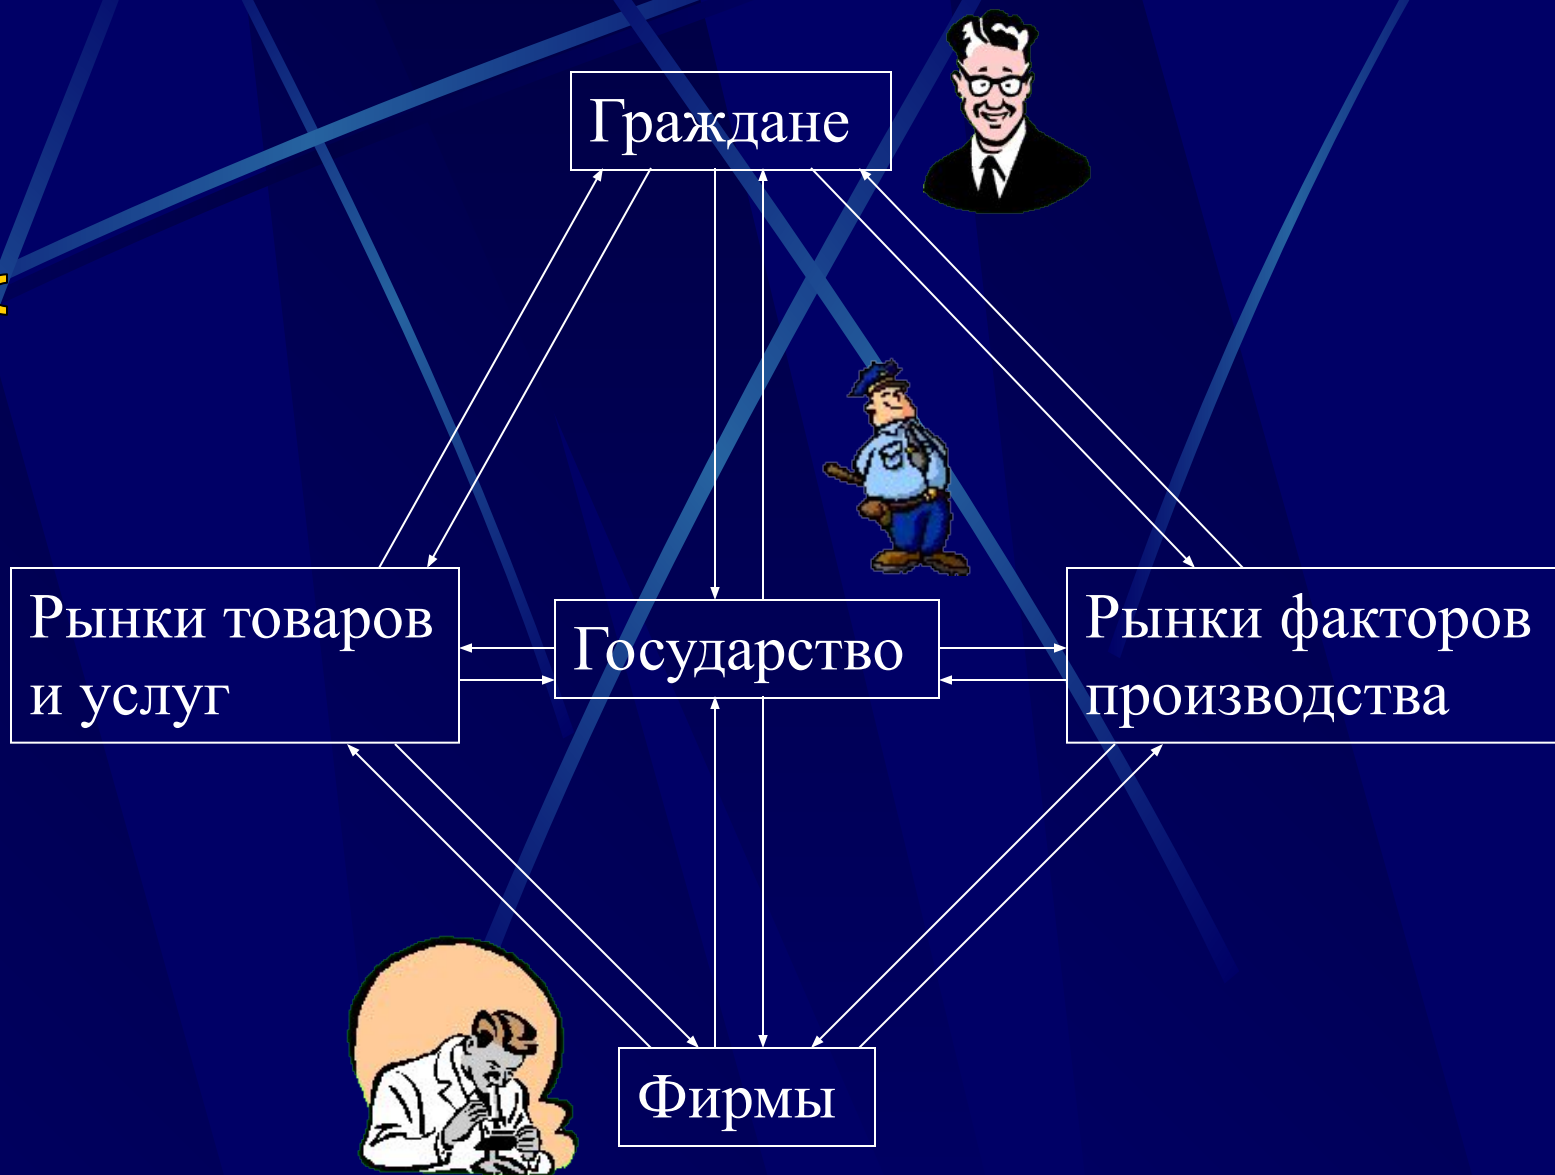 Граждане
Рынки товаров
и услуг
Государство
Рынки факторов
производства
Фирмы